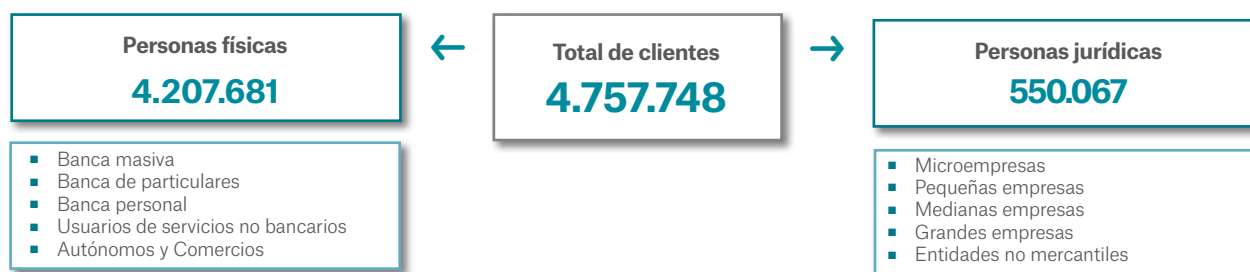 Personas físicas
4.207.681
Banca masiva
Banca de particulares
Banca personal
Usuarios de servicios no bancarios
Autónomos y Comercios
Total de clientes
4.757.748
Personas jurídicas
550.067
Microempresas
Pequeñas empresas
Medianas empresas
Grandes empresas
Entidades no mercantiles